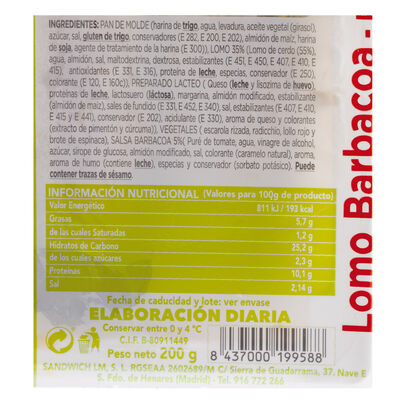 INGREDIENTES: PAN DE MOLDE (harina de trigo, agua, levadura, aceite vegetal (girasol),
azúcar, sal, gluten de trigo, conservadores (E 282, E 200, E 202), almidón de maíz, harina
de soja, agente de tratamiento de la harina (E 300)), LOMO 35% (Lomo de cerdo (55%),
agua, almidón, sal, maltodextrina, dextrosa, estabilizantes (E 451, E 450, E 407, E 410,
E 415), antioxidantes (E 331, E 316), proteína de leche, especias, conservador (E 250),
colorante (E 120, E 160c)), PREPARADO LACTEO ( Queso (leche y lisozima de huevo),
proteínas de leche, lactosuero (láctosa), margarina, almidón modificado, estabilizantes
(almidón de maíz), sales de fundido (E 331, E 452, E 340), sal, estabilizantes (E 407, E 410,
E 415 y E 441), conservante (E 202), acidulante (E 330), aroma de queso y colorantes
(extracto de pimentón y cúrcuma)), VEGETALES ( escarola rizada, radicchio, lollo rojo y
brote de espinaca), SALSA BARBACOA 5%( Puré de tomate, agua, vinagre de alcohol,
azúcar, sirope de glucosa, almidón modificado, sal, colorante (caramelo natural), aroma,
aroma de humo (contiene leche), especias y conservador (sorbato potásico). Puede
contener trazas de sésamo.
INFORMACIÓN NUTRICIONAL (Valores para 100g de producto)
Valor Energético 811 kJ / 193 kcal
Grasas 5,7 g
de las cuales Saturadas 1,2 g
Hidratos de Carbono 25,2 g
de los cuales azúcares 2,3 g
Proteínas 10,1 g
Sal 2,14 g
Fecha de caducidad y lote: ver envase
ELABORACIÓN DIARIA
Conservar entre 0 y 4 °C
C.I.F. B-80911449
Peso neto 200 g
8 437000 199588
SANDWICH LM, S. L. RGSEAA 2602689/M C/ Sierra de Guadarrama, 37. Nave E
S. Fdo. de Henares (Madrid) - Tel. 916 772 266
Lomo Barbacoa